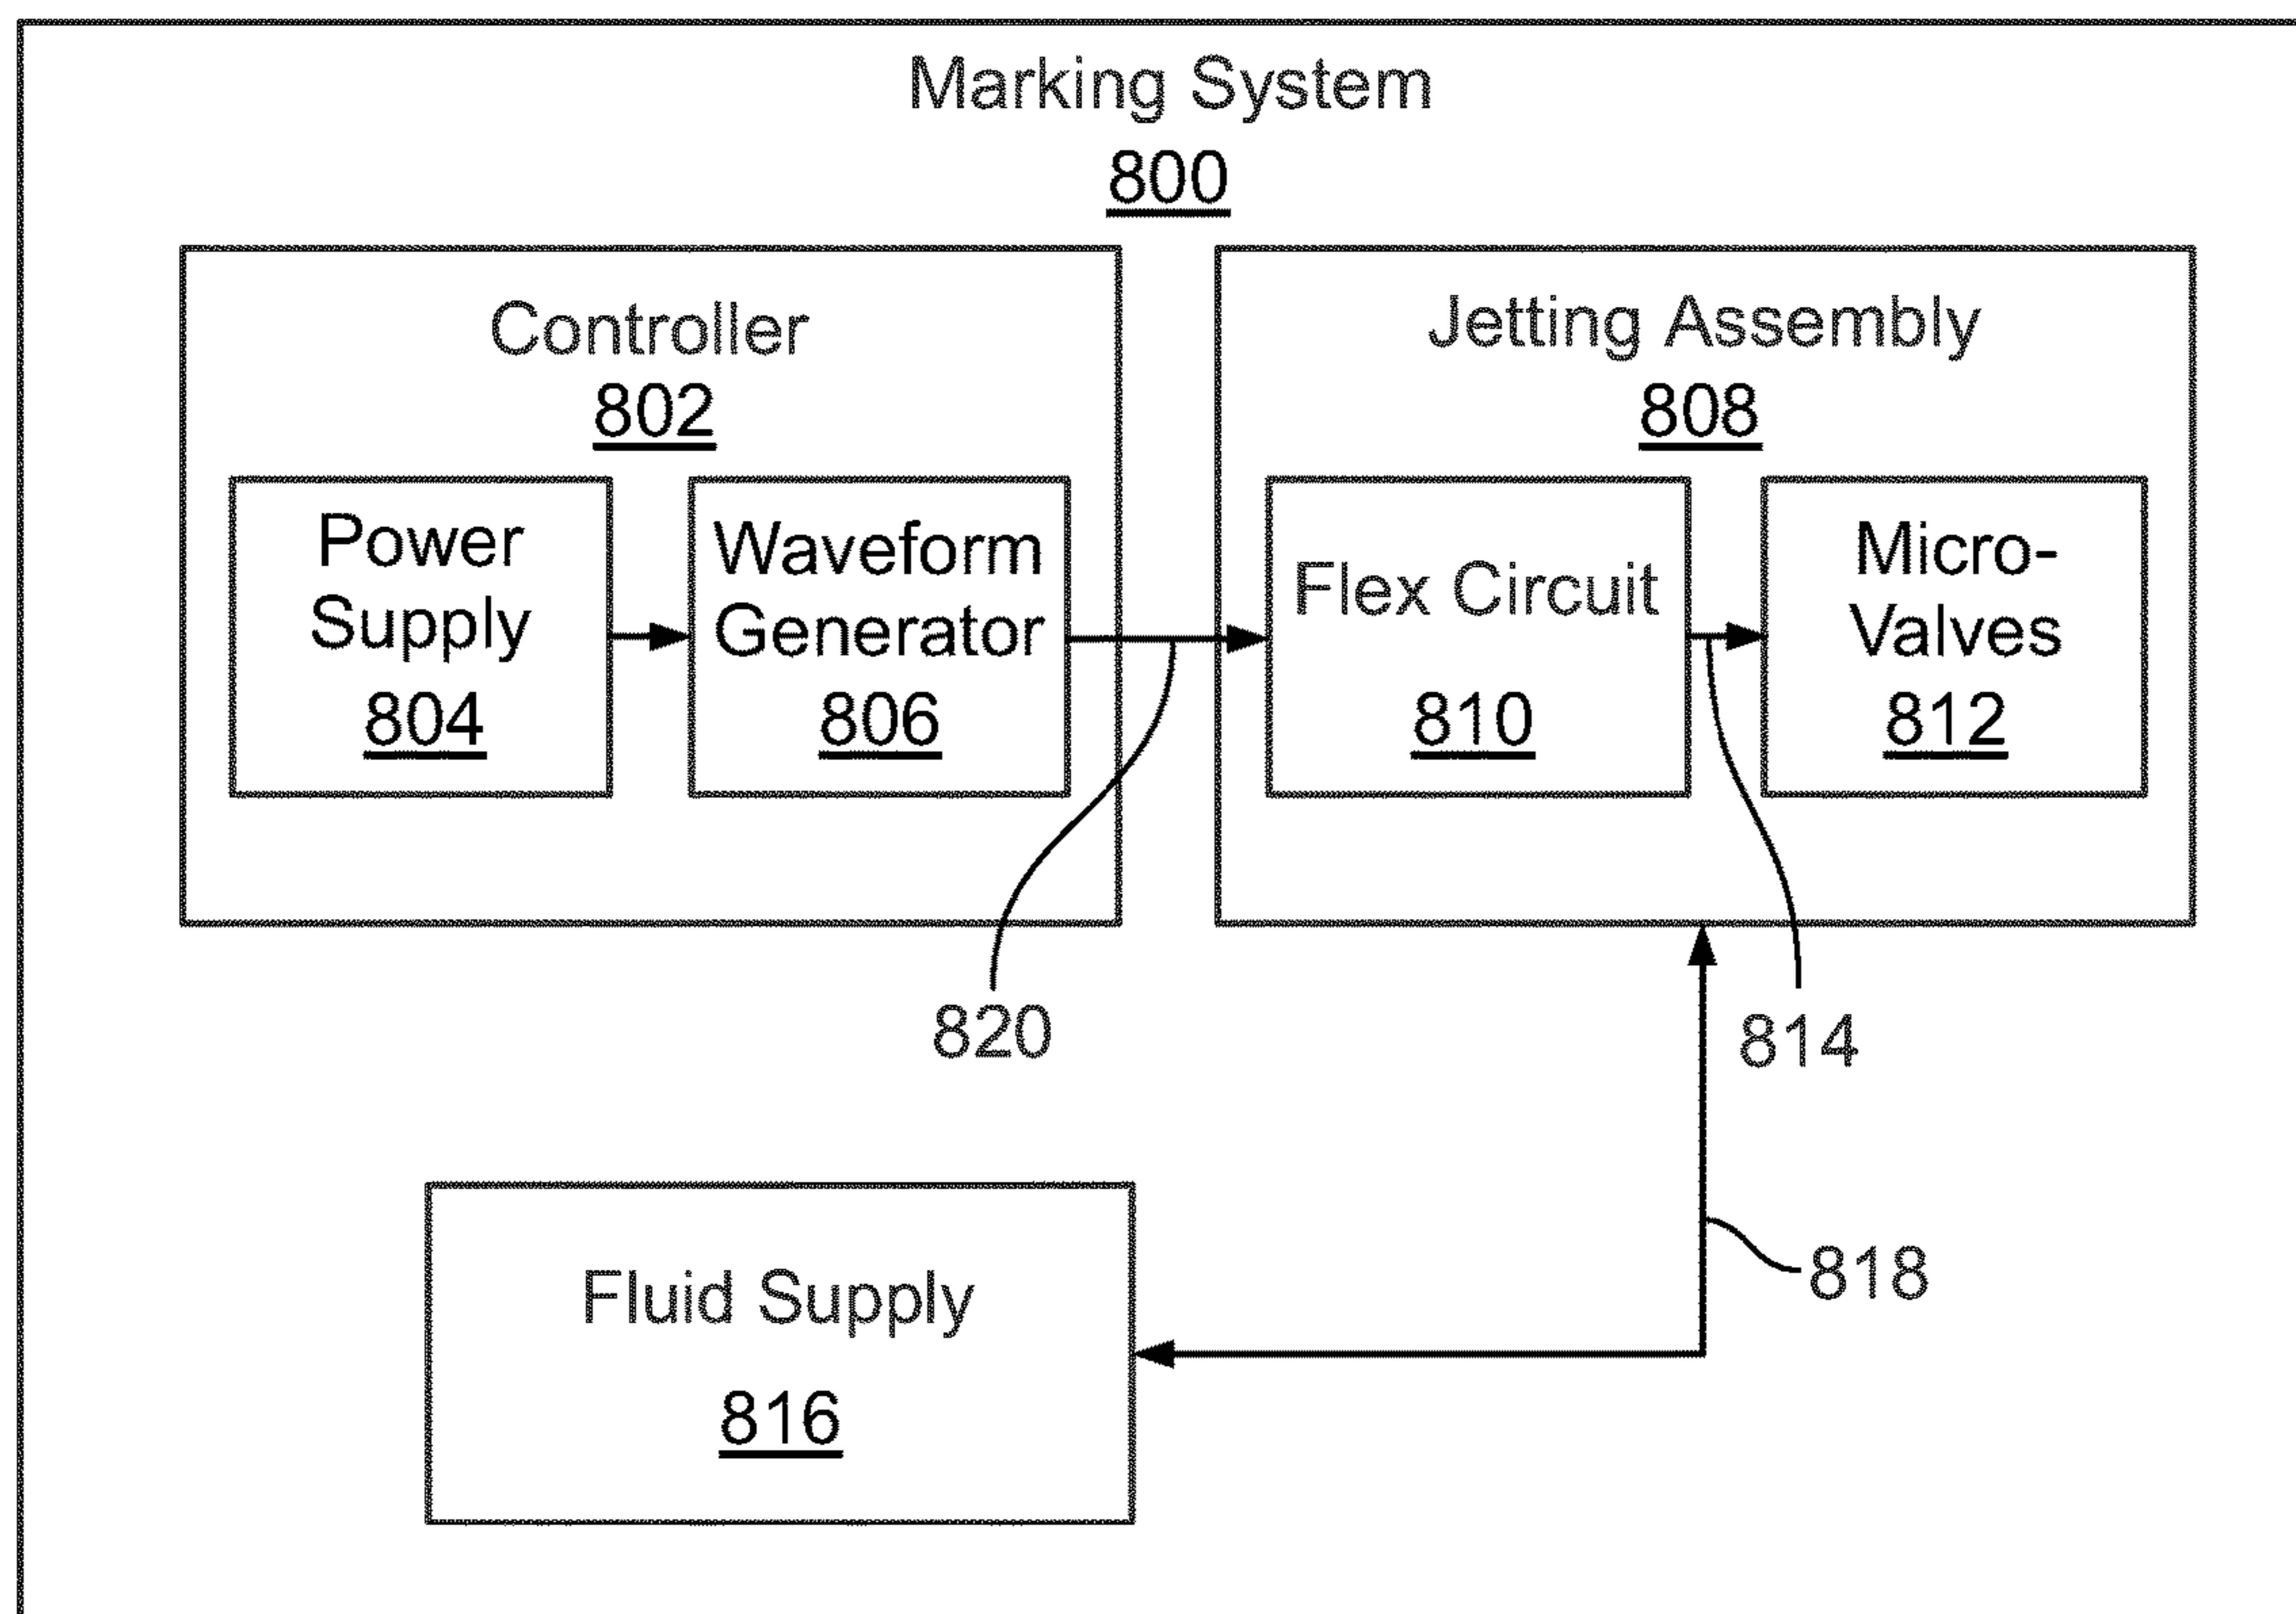 Marking System
800
Controller
802
Jetting Assembly
808
Power
Supply
804
Waveform
Generator
806
Flex Circuit
810
Micro-
Valves
812
820
814
818
Fluid Supply
816